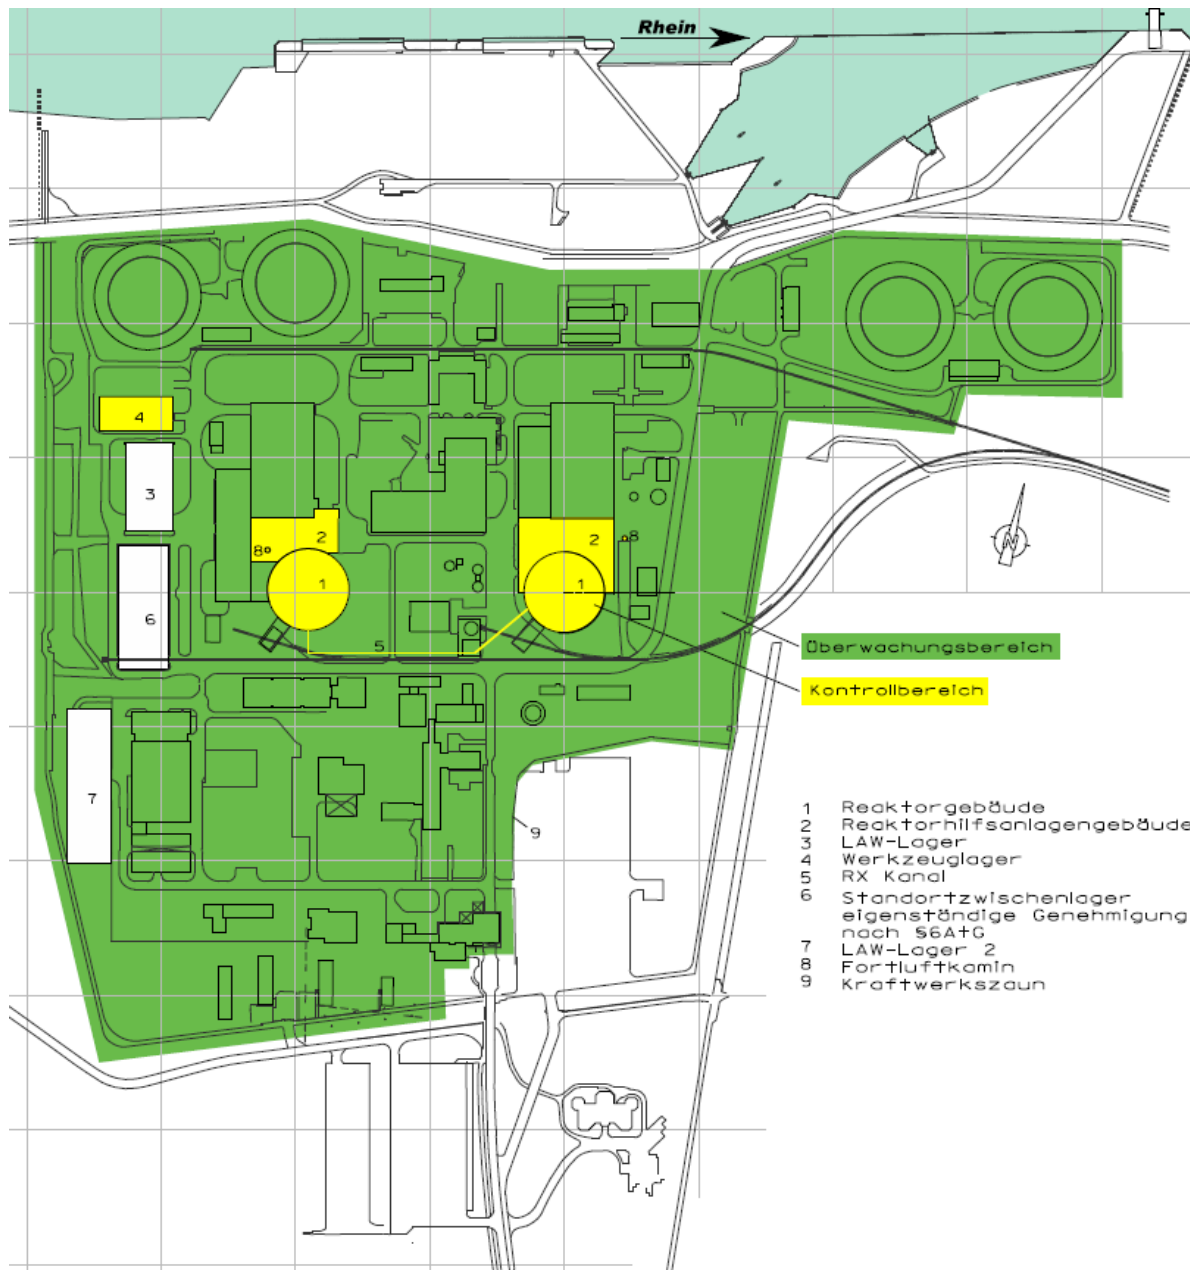 Rhein
4
3
2
8
1
2
8
1
P
6
5
N
Überwachungsbereich
Kontrollbereich
7
9
1 Reaktorgebäude
2 Reaktorhilfsanlagengebäude
3 LAW-Lager
4 Werkzeuglager
5 RX Kanal
6 Standortzwischenlager
eigenständige Genehmigung
nach §6AtG
7 LAW-Lager 2
8 Fortluftkamin
9 Kraftwerkszaun